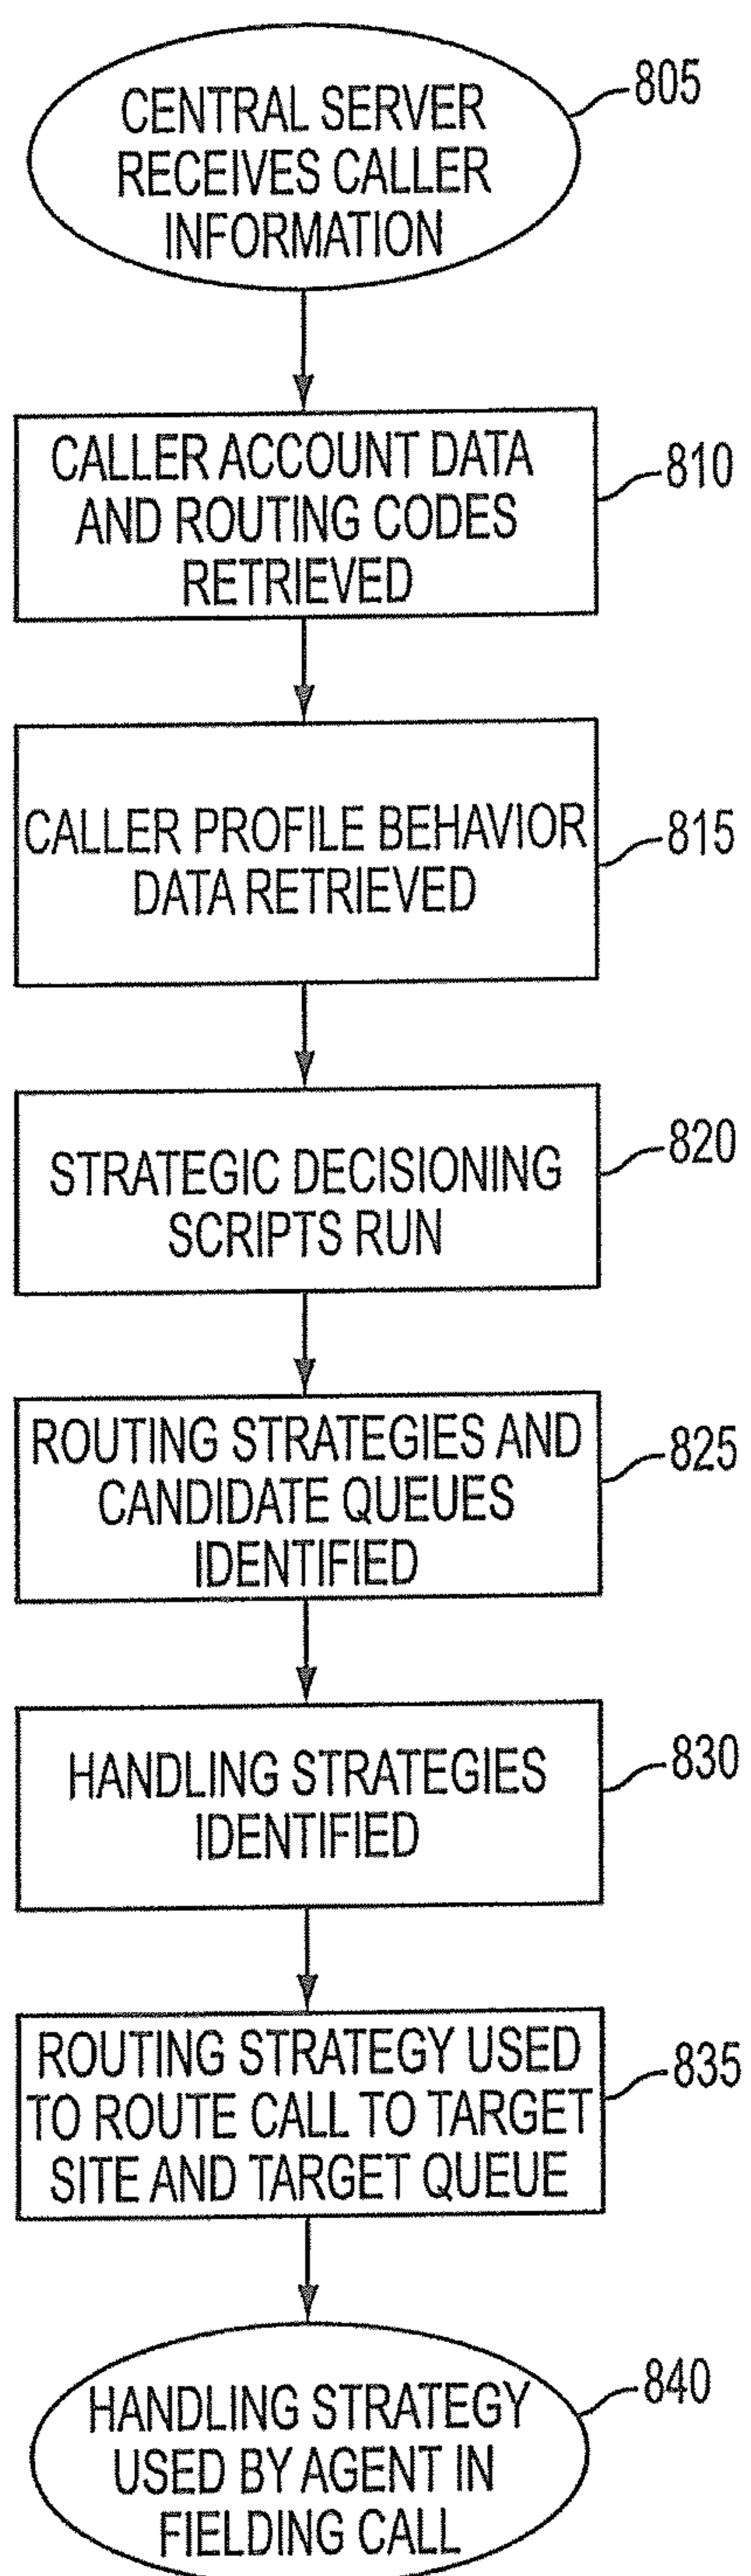 CENTRAL SERVER
RECEIVES CALLER
INFORMATION
805
CALLER ACCOUNT DATA
AND ROUTING CODES
RETRIEVED
810
CALLER PROFILE BEHAVIOR
DATA RETRIEVED
815
STRATEGIC DECISIONING
SCRIPTS RUN
820
ROUTING STRATEGIES AND
CANDIDATE QUEUES
IDENTIFIED
825
HANDLING STRATEGIES
IDENTIFIED
830
ROUTING STRATEGY USED
TO ROUTE CALL TO TARGET
SITE AND TARGET QUEUE
835
HANDLING STRATEGY
USED BY AGENT IN
FIELDING CALL
840